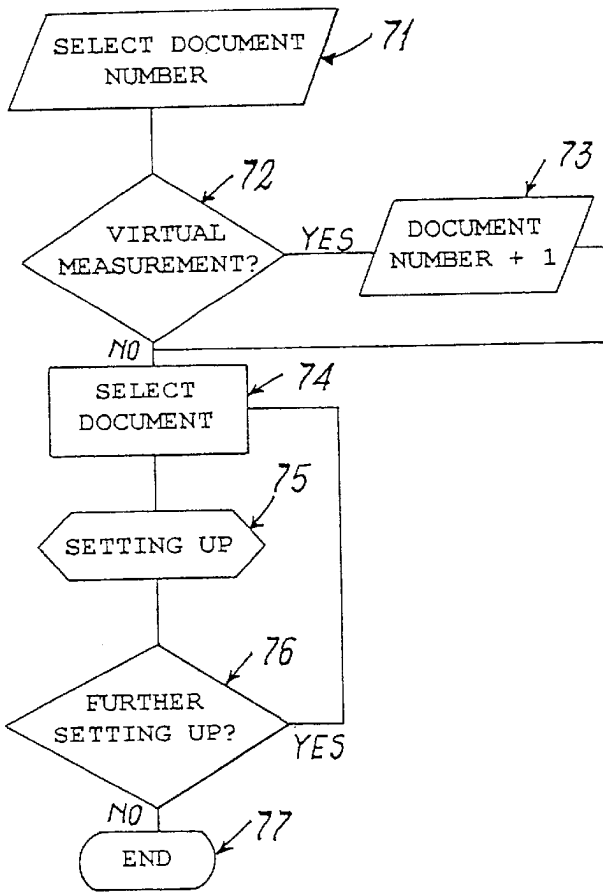 SELECT DOCUMENT
NUMBER
71
72
VIRTUAL
MEASUREMENT?
YES
73
DOCUMENT
NUMBER + 1
NO
SELECT
DOCUMENT
74
75
SETTING UP
76
FURTHER
SETTING UP?
YES
NO
END
77